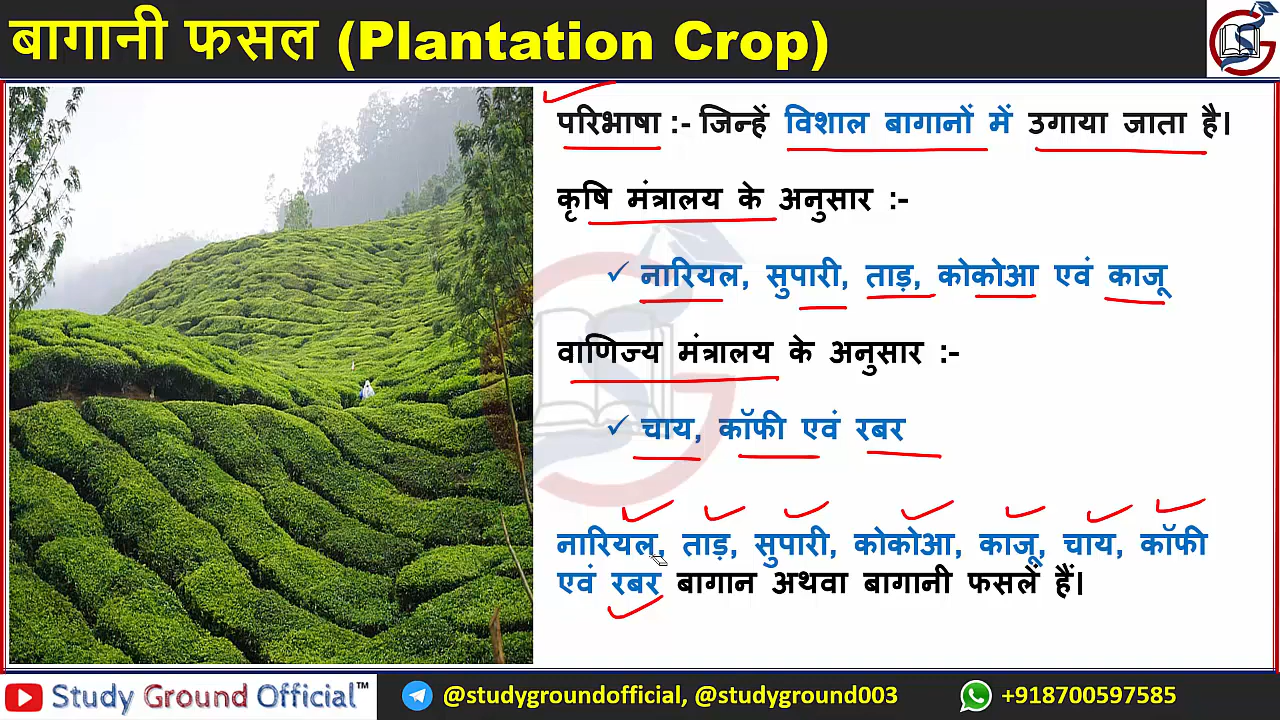 बागानी फसल (Plantation Crop)
परिभाषा :- जिन्हें विशाल बागानों में उगाया जाता है।
कृषि मंत्रालय के अनुसार :-
✓ नारियल, सुपारी, ताड़, कोकोआ एवं काजू
वाणिज्य मंत्रालय के अनुसार :-
✓ चाय, कॉफी एवं रबर
नारियल, ताड़, सुपारी, कोकोआ, काजू, चाय, कॉफी
एवं रबर बागान अथवा बागानी फसलें हैं।
Study Ground Official™ @studygroundofficial, @studyground003 +918700597585